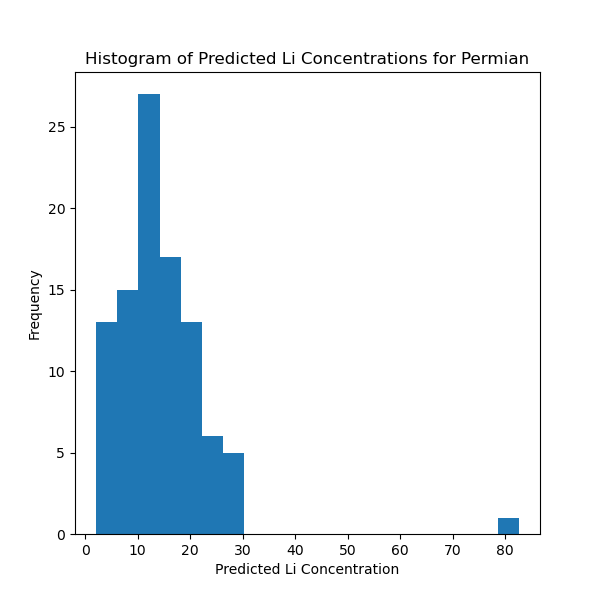 Histogram of Predicted Li Concentrations for Permian
25
20
15
10
5
0
Frequency
0 10 20 30 40 50 60 70 80
Predicted Li Concentration